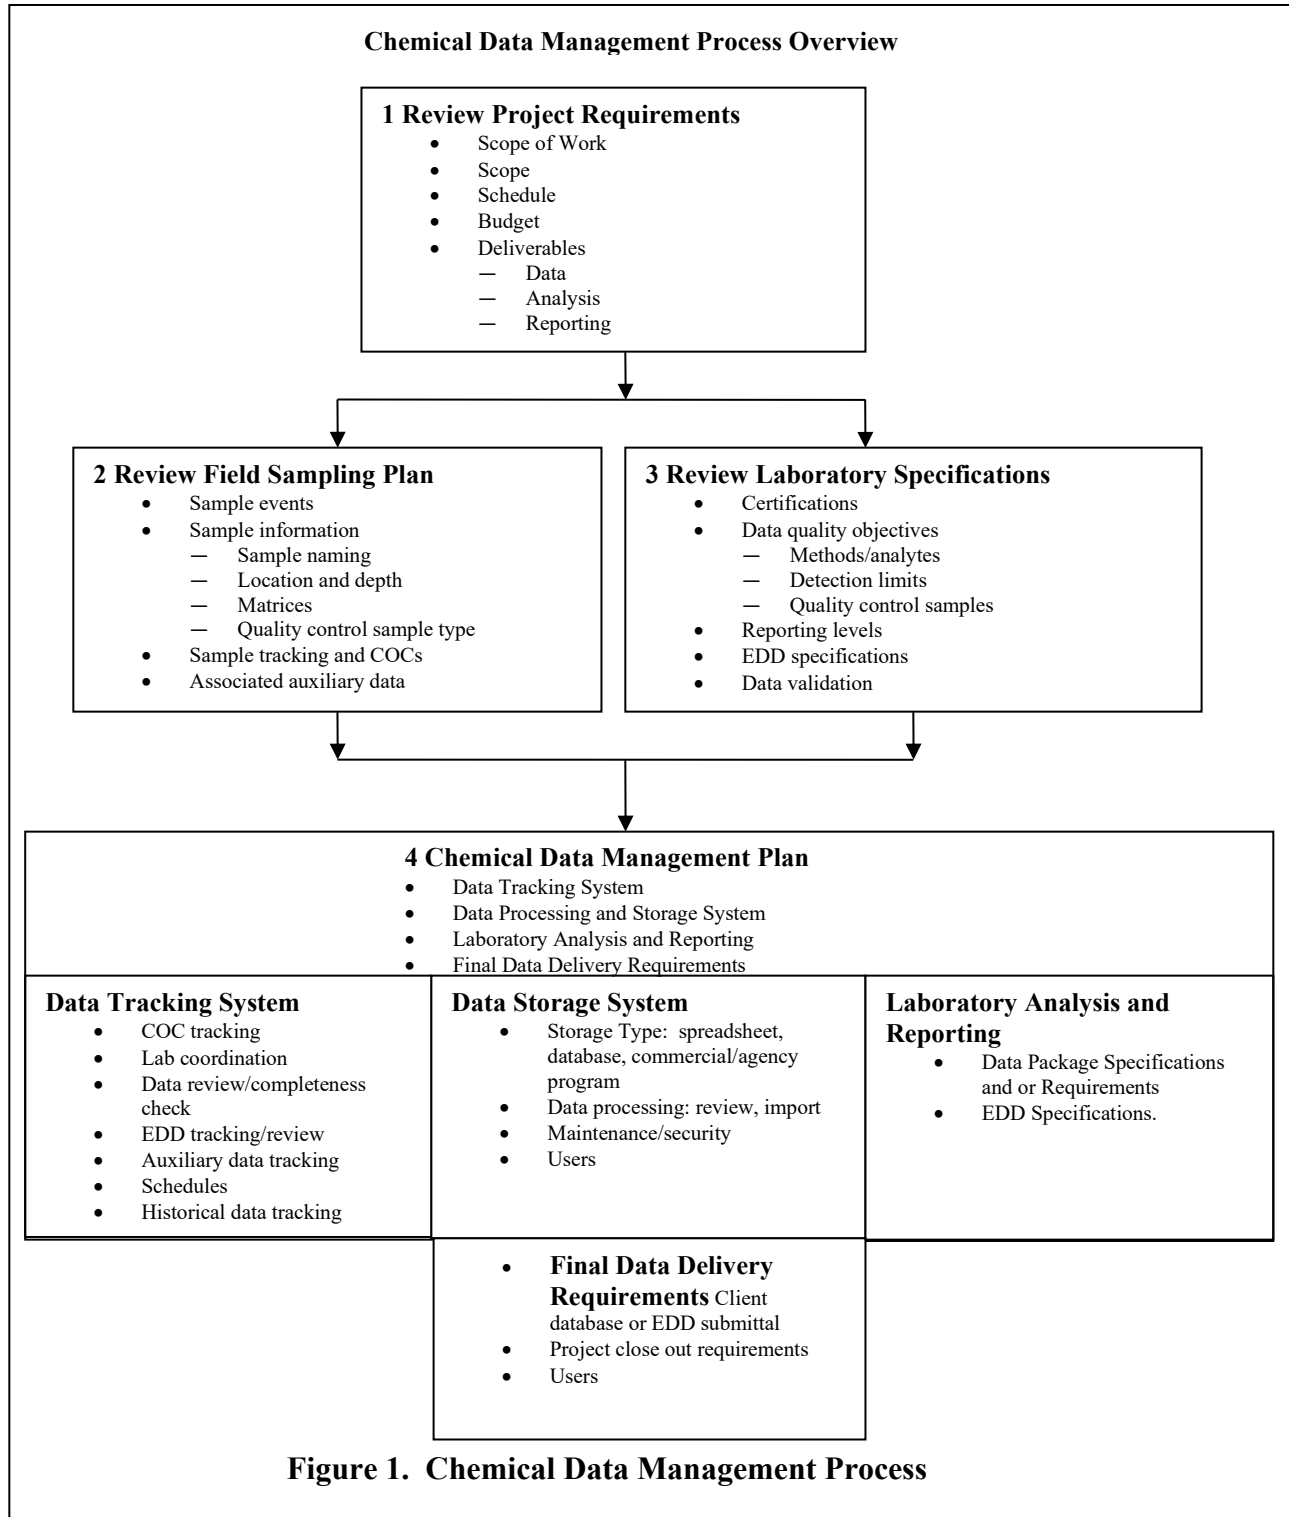 Chemical Data Management Process Overview
1 Review Project Requirements
• Scope of Work
• Scope
• Schedule
• Budget
• Deliverables
— Data
— Analysis
— Reporting
2 Review Field Sampling Plan
• Sample events
• Sample information
— Sample naming
— Location and depth
— Matrices
— Quality control sample type
• Sample tracking and COCs
• Associated auxiliary data
3 Review Laboratory Specifications
• Certifications
• Data quality objectives
— Methods/analytes
— Detection limits
— Quality control samples
• Reporting levels
• EDD specifications
• Data validation
4 Chemical Data Management Plan
• Data Tracking System
• Data Processing and Storage System
• Laboratory Analysis and Reporting
• Final Data Delivery Requirements
Data Tracking System
• COC tracking
• Lab coordination
• Data review/completeness
check
• EDD tracking/review
• Auxiliary data tracking
• Schedules
• Historical data tracking
Data Storage System
• Storage Type: spreadsheet,
database, commercial/agency
program
• Data processing: review, import
• Maintenance/security
• Users
Laboratory Analysis and
Reporting
• Data Package Specifications
and or Requirements
• EDD Specifications.
• Final Data Delivery
Requirements Client
database or EDD submittal
• Project close out requirements
• Users
Figure 1. Chemical Data Management Process